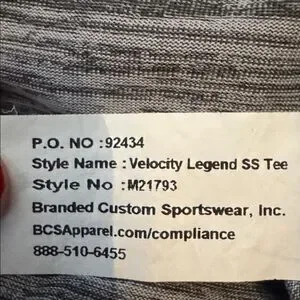 P.O. NO :92434
Style Name : Velocity Legend SS Tee
Style No :M21793
Branded Custom Sportswear, Inc.
BCSApparel.com/compliance
888-510-6455